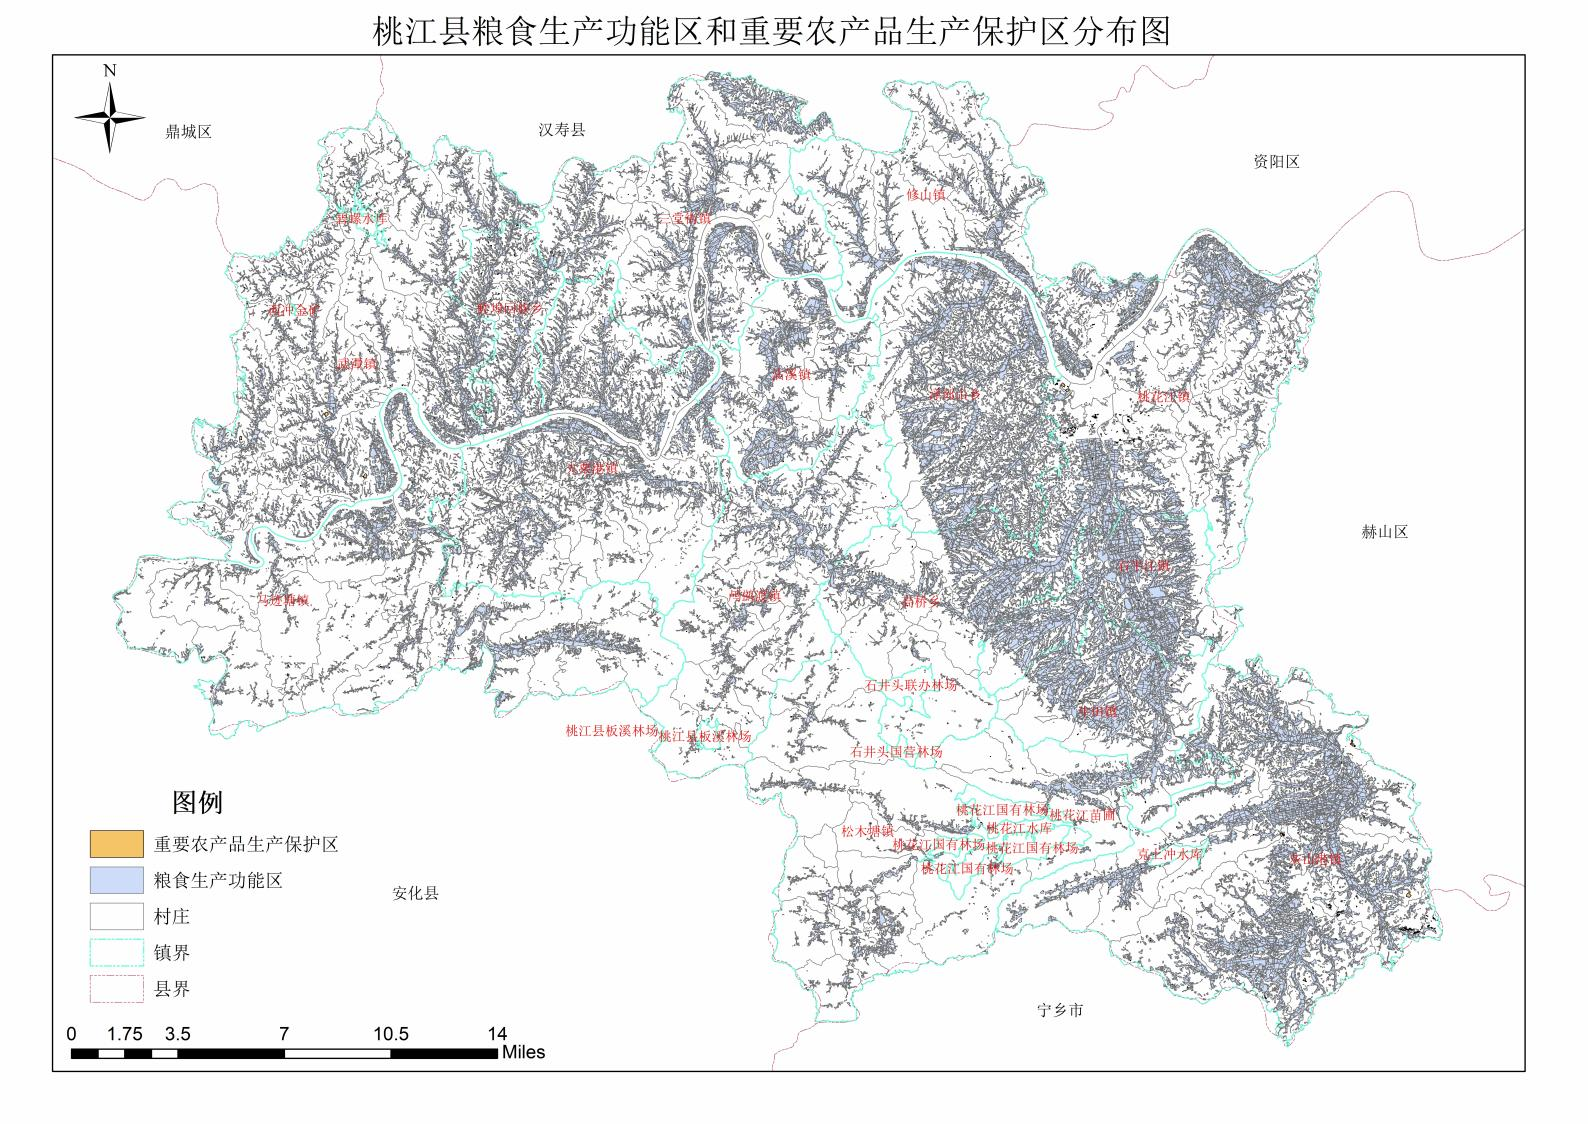 桃江县粮食生产功能区和重要农产品生产保护区分布图
N
鼎城区
汉寿县
资阳区
修山镇
三堂街镇
武潭镇
桃花江镇
大栗港镇
赫山区
石牛江镇
马迹塘镇
鸬鹚渡镇
高桥乡
石井头联办林场
牛田镇
桃江县板溪林场
桃江县板溪林场
石井头国营林场
桃花江国有林场
桃花江苗圃
松木塘镇
桃花江水库
桃花江国有林场
桃花江国有林场
克上冲水库
桃花江国有林场
安化县
宁乡市
图例
重要农产品生产保护区
粮食生产功能区
村庄
镇界
县界
0 1.75 3.5 7 10.5 14
Miles